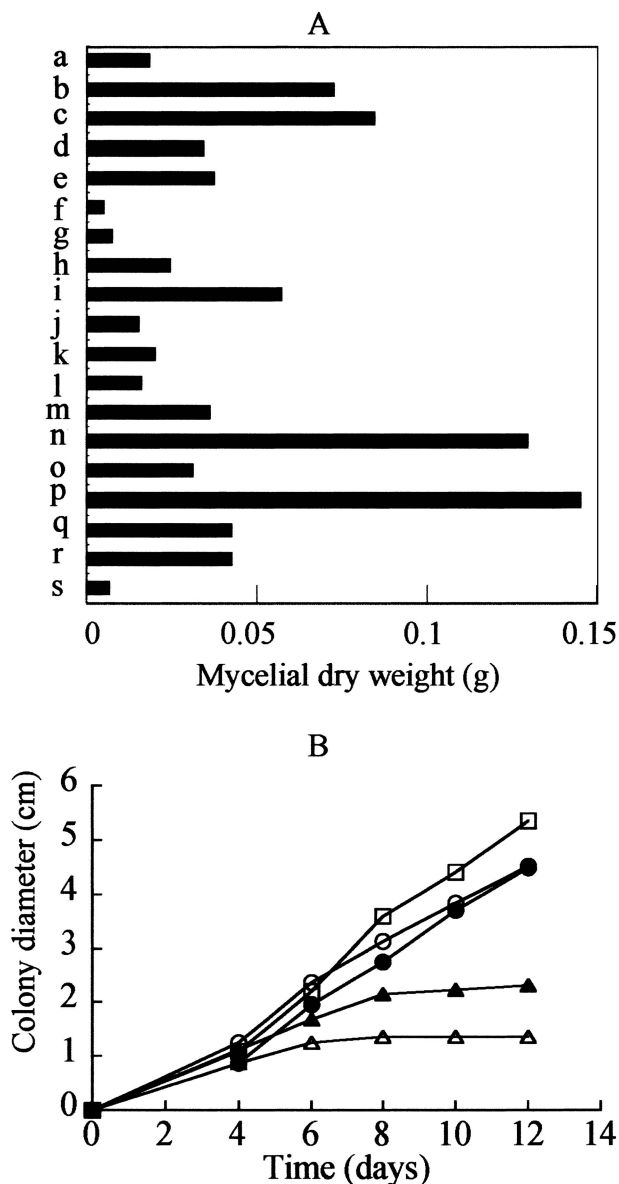 A
a
b
c
d
e
f
g
h
i
j
k
l
m
n
o
p
q
r
s
0 0.05 0.1 0.15
Mycelial dry weight (g)
B
Colony diameter (cm)
6
5
4
3
2
1
0
0 2 4 6 8 10 12 14
Time (days)